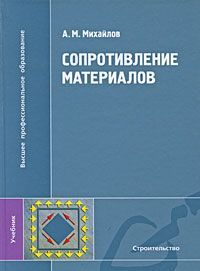 А. М. Михайлов
СОПРОТИВЛЕНИЕ
МАТЕРИАЛОВ
Высшее профессиональное образование
Учебник
Строительство